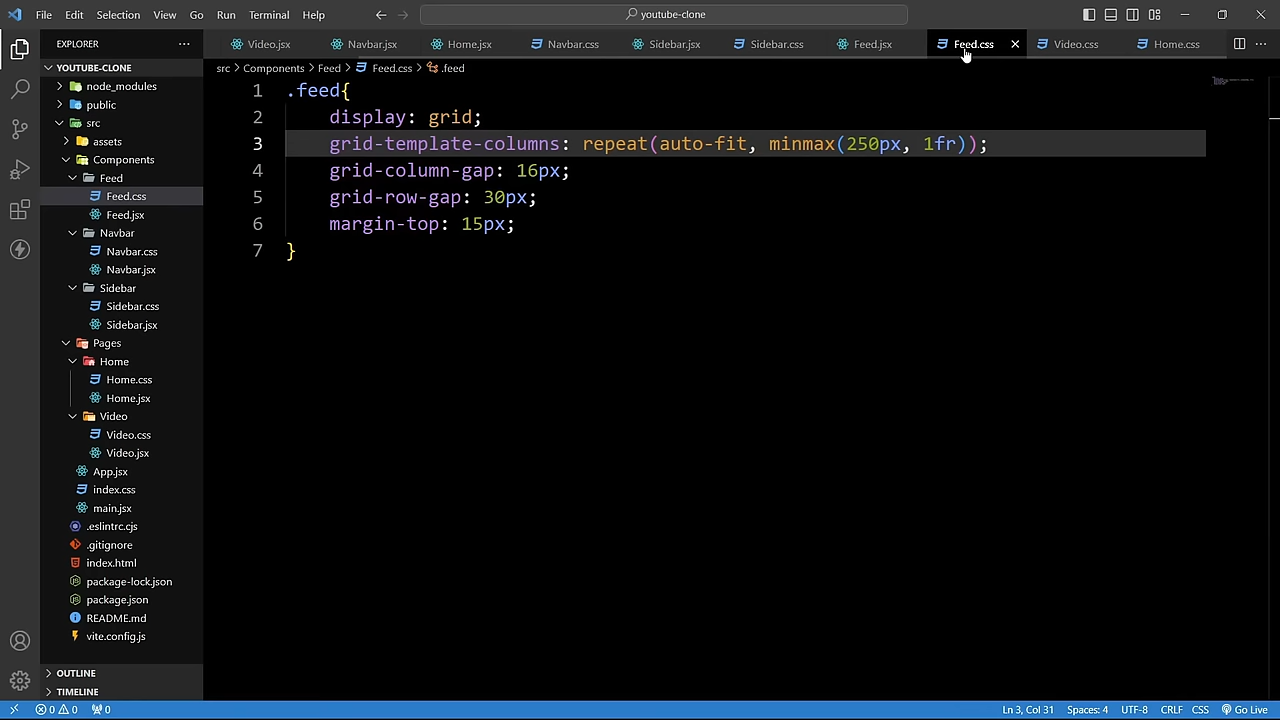 File Edit Selection View Go Run Terminal Help youtube-clone
EXPLORER
Video.jsx Navbar.jsx Home.jsx Navbar.css Sidebar.jsx Sidebar.css Feed.jsx Feed.css Video.css Home.css
YOUTUBE-CLONE
node_modules
public
src
assets
Components
Feed
Feed.css
Feed.jsx
Navbar
Navbar.css
Navbar.jsx
Sidebar
Sidebar.css
Sidebar.jsx
Pages
Home
Home.css
Home.jsx
Video
Video.css
Video.jsx
App.jsx
index.css
main.jsx
.eslintrc.cjs
.gitignore
index.html
package-lock.json
package.json
README.md
vite.config.js
OUTLINE
TIMELINE
src > Components > Feed > Feed.css > .feed
1 .feed{
2 display: grid;
3 grid-template-columns: repeat(auto-fit, minmax(250px, 1fr));
4 grid-column-gap: 16px;
5 grid-row-gap: 30px;
6 margin-top: 15px;
7 }
0 0 0 Ln 3, Col 31 Spaces: 4 UTF-8 CRLF CSS Go Live